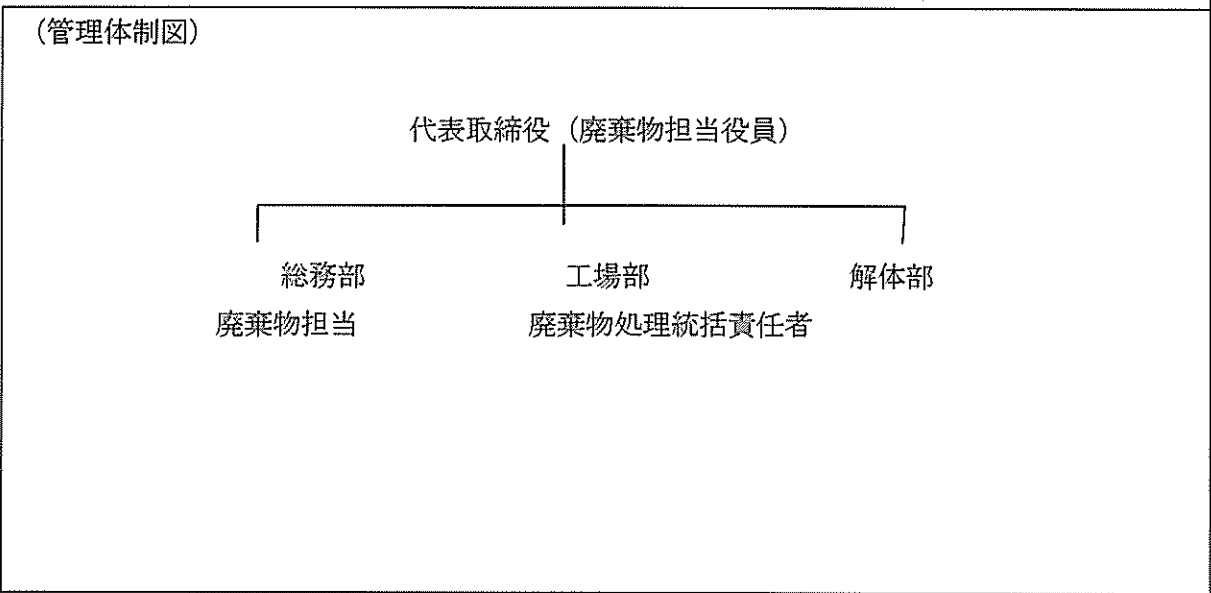 （管理体制図）
代表取締役（廃棄物担当役員）
総務部 工場部 解体部
廃棄物担当 廃棄物処理統括責任者